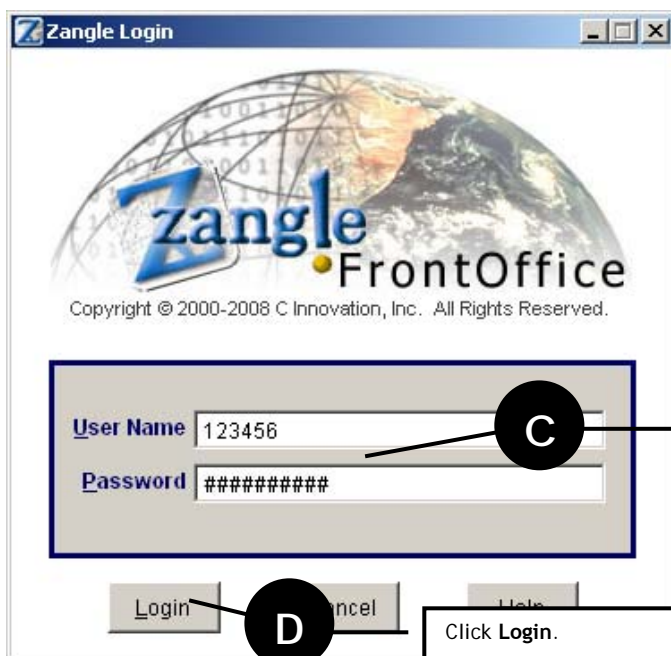 Zangle Login
zangle
FrontOffice
Copyright © 2000-2008 C Innovation, Inc. All Rights Reserved.
User Name 123456
C
Password ##########
Login
D
Click Login.